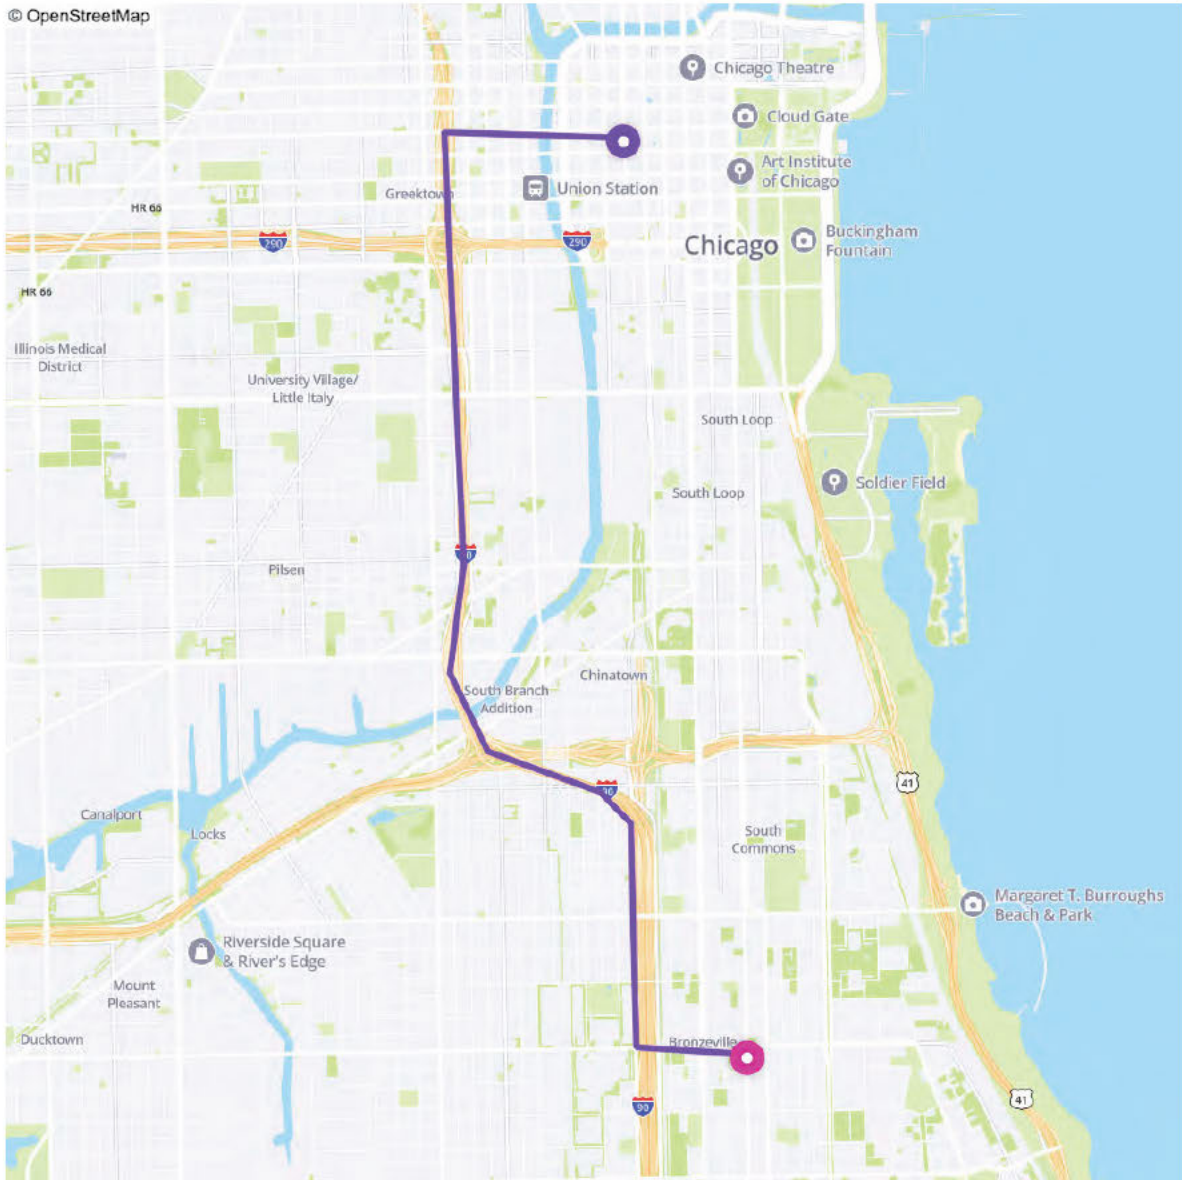 © OpenStreetMap
Chicago Theatre
Cloud Gate
Art Institute
of Chicago
Union Station
Greektown
HR 66
290
290
Chicago
Buckingham
Fountain
HR 66
Illinois Medical
District
University Village/
Little Italy
South Loop
Soldier Field
South Loop
Pilsen
Chinatown
South Branch
Addition
41
90
Canalport
Locks
South
Commons
Margaret T. Burroughs
Beach & Park
Riverside Square
& River's Edge
Mount
Pleasant
Ducktown
Bronzeville
90
41